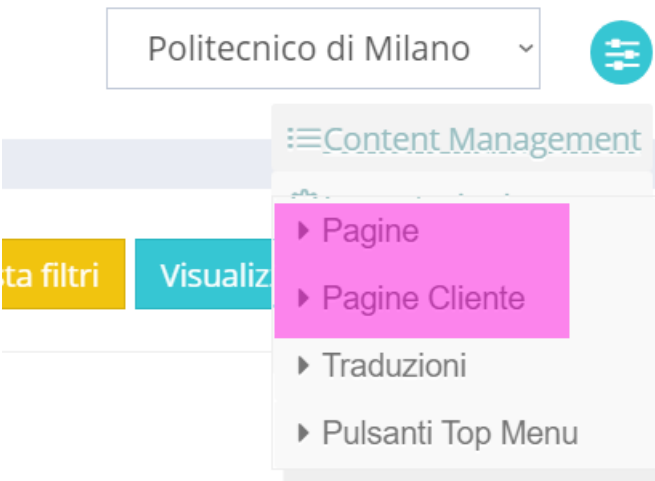 Politecnico di Milano
Content Management
sta filtri
Visualiz
Pagine
Pagine Cliente
Traduzioni
Pulsanti Top Menu